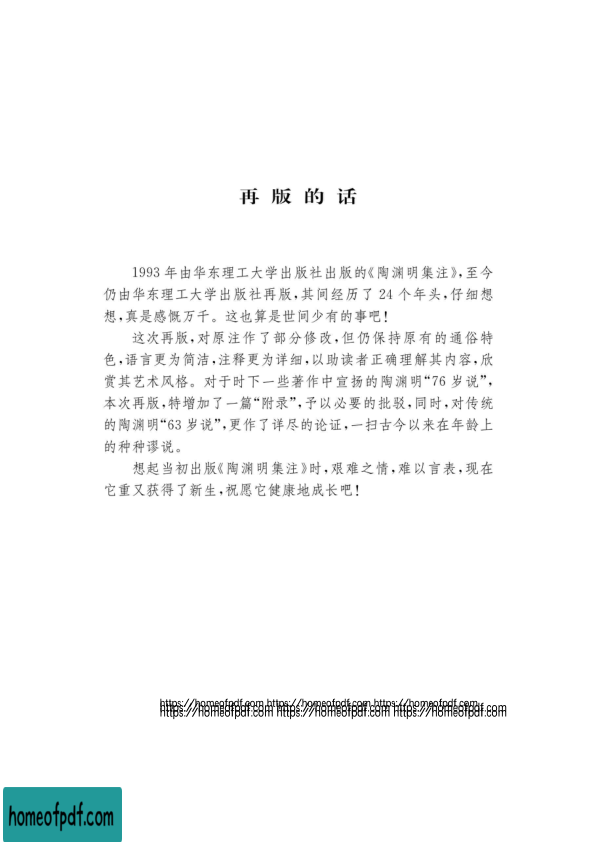 再版的话
1993年由华东理工大学出版社出版的《陶渊明集注》,至今
仍由华东理工大学出版社再版,其间经历了24个年头,仔细想
想,真是感慨万千。这也算是世间少有的事吧!
这次再版,对原注作了部分修改,但仍保持原有的通俗特
色,语言更为简洁,注释更为详细,以助读者正确理解其内容,欣
赏其艺术风格。对于时下一些著作中宣扬的陶渊明“76岁说”,
本次再版,特增加了一篇“附录”,予以必要的批驳,同时,对传统
的陶渊明“63岁说”,更作了详尽的论证,一扫古今以来在年龄上
的种种谬说。
想起当初出版《陶渊明集注》时,艰难之情,难以言表,现在
它重又获得了新生,祝愿它健康地成长吧!
https://homeofpdf.com https://homeofpdf.com https://homeofpdf.com
https://homeofpdf.com https://homeofpdf.com https://homeofpdf.com
homeofpdf.com